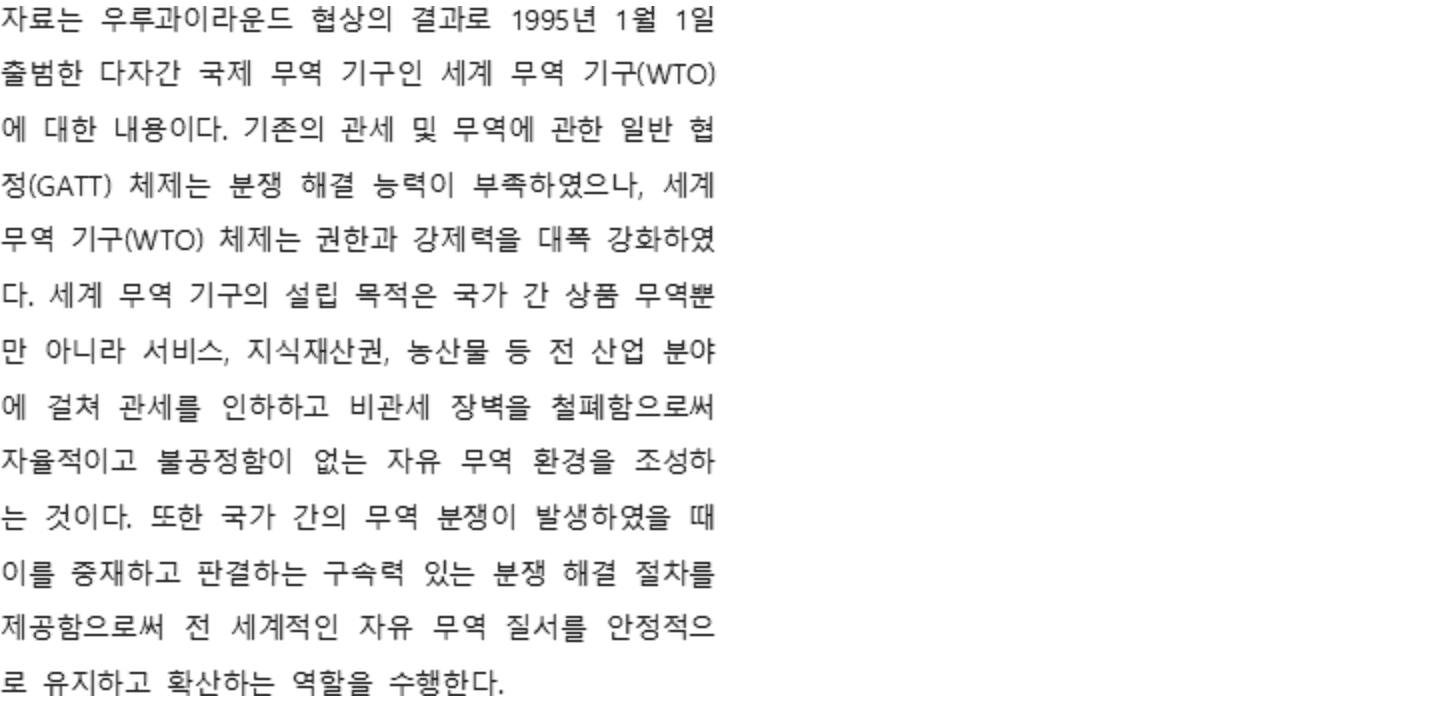 자료는 우루과이라운드 협상의 결과로 1995년 1월 1일
출범한 다자간 국제 무역 기구인 세계 무역 기구(WTO)
에 대한 내용이다. 기존의 관세 및 무역에 관한 일반 협
정(GATT) 체제는 분쟁 해결 능력이 부족하였으나, 세계
무역 기구(WTO) 체제는 권한과 강제력을 대폭 강화하였
다. 세계 무역 기구의 설립 목적은 국가 간 상품 무역뿐
만 아니라 서비스, 지식재산권, 농산물 등 전 산업 분야
에 걸쳐 관세를 인하하고 비관세 장벽을 철폐함으로써
자율적이고 불공정함이 없는 자유 무역 환경을 조성하
는 것이다. 또한 국가 간의 무역 분쟁이 발생하였을 때
이를 중재하고 판결하는 구속력 있는 분쟁 해결 절차를
제공함으로써 전 세계적인 자유 무역 질서를 안정적으
로 유지하고 확산하는 역할을 수행한다.